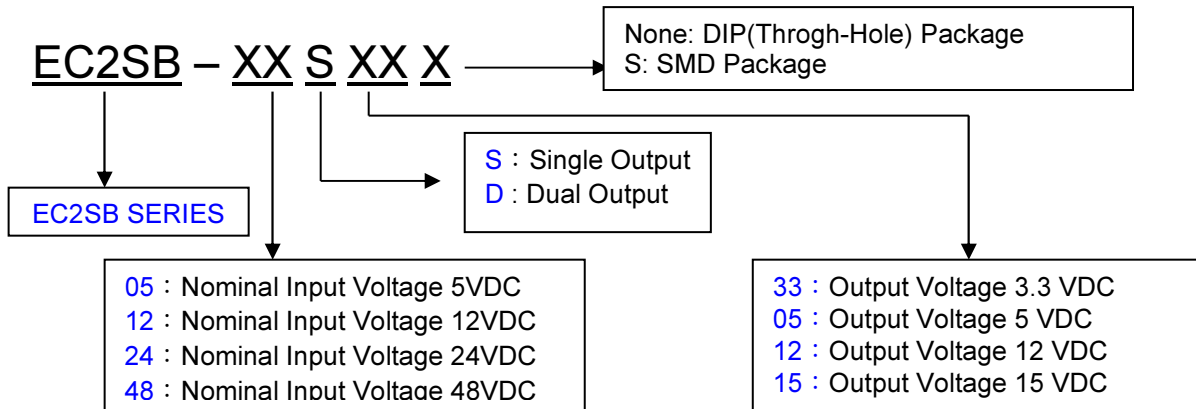 EC2SB – XX S XX X
None: DIP(Throgh-Hole) Package
S: SMD Package
S : Single Output
D : Dual Output
EC2SB SERIES
05 : Nominal Input Voltage 5VDC
12 : Nominal Input Voltage 12VDC
24 : Nominal Input Voltage 24VDC
48 : Nominal Input Voltage 48VDC
33 : Output Voltage 3.3 VDC
05 : Output Voltage 5 VDC
12 : Output Voltage 12 VDC
15 : Output Voltage 15 VDC